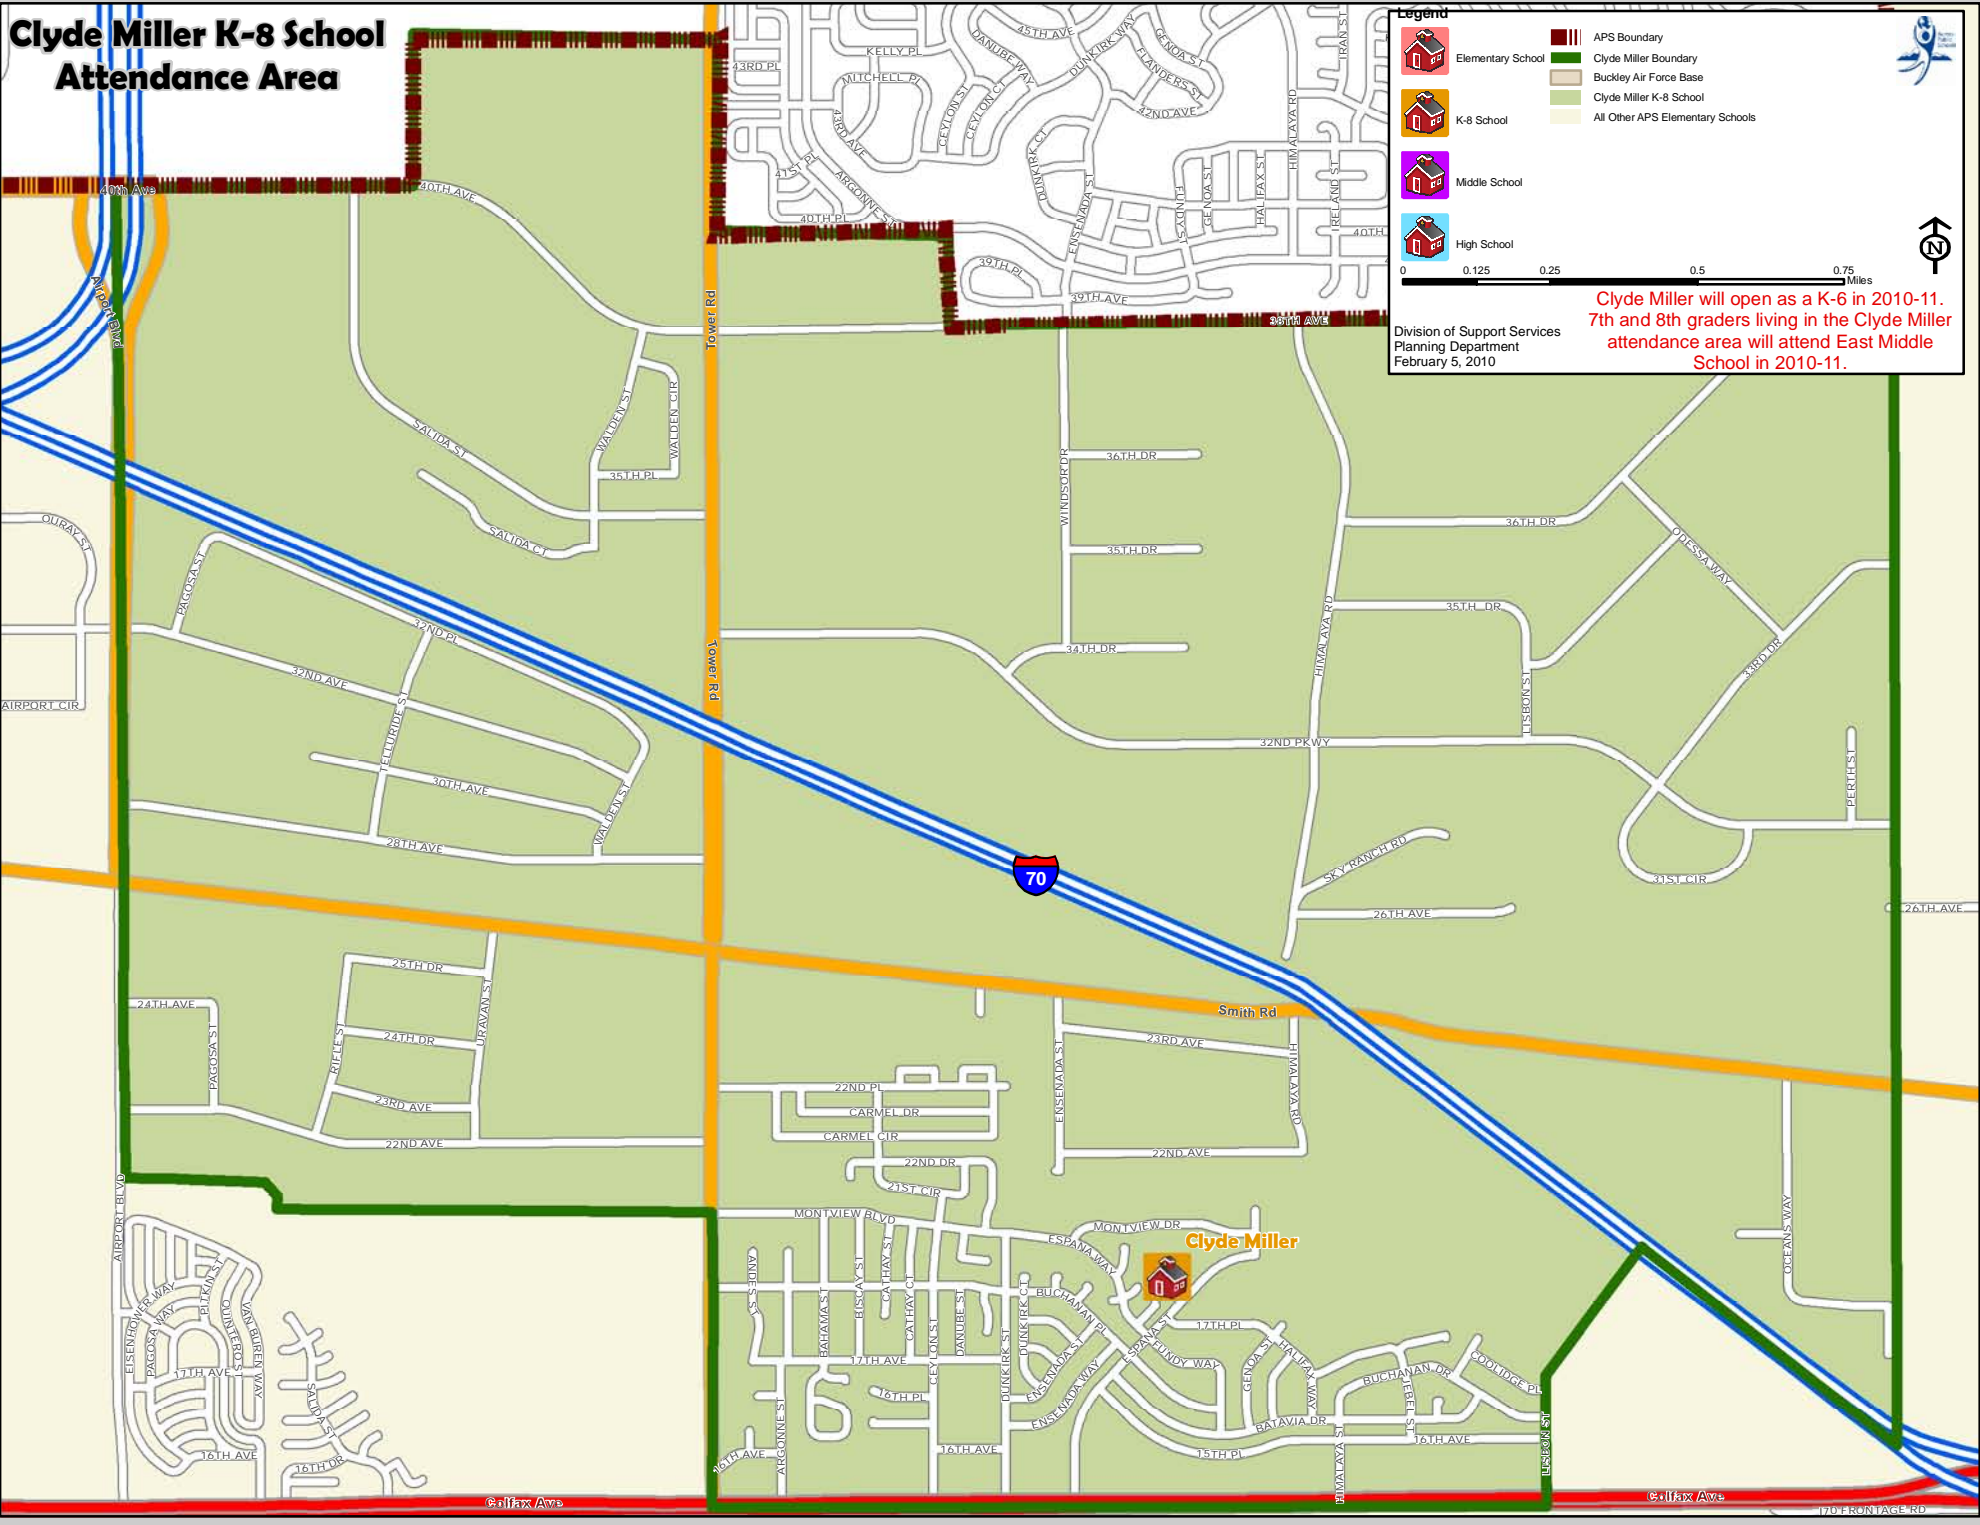 Clyde Miller K-8 School
Attendance Area
Legend
Elementary School
K-8 School
Middle School
High School
APS Boundary
Clyde Miller Boundary
Buckley Air Force Base
Clyde Miller K-8 School
All Other APS Elementary Schools
0 0.125 0.25 0.5 0.75
Miles
N
Division of Support Services
Planning Department
February 5, 2010
Clyde Miller will open as a K-6 in 2010-11.
7th and 8th graders living in the Clyde Miller
attendance area will attend East Middle
School in 2010-11.
45TH AVE
KELLY PL
DANUBE WAY
DUNKIRK WAY
GENOA ST
IRAN ST
43RD PL
MITCHELL PL
FLANDERS ST
CEYLON ST
CEYLON CT
42ND AVE
HIMALAYA RD
43RD AVE
41ST PL
ARGONNE ST
DUNKIRK CT
ENSENADA ST
FUNDY ST
GENOA ST
HALIFAX ST
IRELAND ST
40th Ave
40TH AVE
40TH PL
40TH
39TH PL
39TH AVE
38TH AVE
Airport Blvd
Tower Rd
WALDEN ST
WALDEN CIR
SALIDA ST
35TH PL
SALIDA CT
WINDSOR DR
36TH DR
36TH DR
35TH DR
ODESSA WAY
OURAY ST
PAGOSA ST
32ND PL
32ND AVE
TELLURIDE ST
30TH AVE
WALDEN ST
28TH AVE
AIRPORT CIR
Tower Rd
34TH DR
HIMALAYA RD
35TH DR
LISBON ST
33RD DR
32ND PKWY
PERTH ST
31ST CIR
SKY RANCH RD
26TH AVE
26TH AVE
70
Smith Rd
25TH DR
24TH AVE
PAGOSA ST
RIFLE ST
24TH DR
URAVAN ST
23RD AVE
22ND AVE
23RD AVE
ENSENADA ST
HIMALAYA RD
22ND PL
CARMEL DR
CARMEL CIR
22ND DR
21ST CIR
22ND AVE
OCEANS WAY
AIRPORT BLVD
MONTVIEW BLVD
MONTVIEW DR
ESPANA WAY
Clyde Miller
ANDES S
BAHAMA ST
BISCAY ST
CATHAY ST
CATHAY CT
CEYLON ST
DANUBE ST
DUNKIRK ST
DUNKIRK CT
BUCHANAN PL
ENSENADA ST
ENSENADA WAY
ESPANA ST
FUNDY WAY
17TH PL
GENOA ST
HALIFAX WAY
BUCHANAN DR
JEBEL ST
COOLIDGE PL
BATAVIA DR
16TH AVE
15TH PL
HIMALAYA ST
LISBON ST
17TH AVE
16TH PL
16TH AVE
16TH AVE
ARGONNE ST
EISENHOWER WAY
PAGOSA WAY
PITKIN ST
QUINTERO ST
VAN BUREN WAY
17TH AVE
SALIDA ST
16TH AVE
16TH DR
Colfax Ave
Colfax Ave
I70 FRONTAGE RD